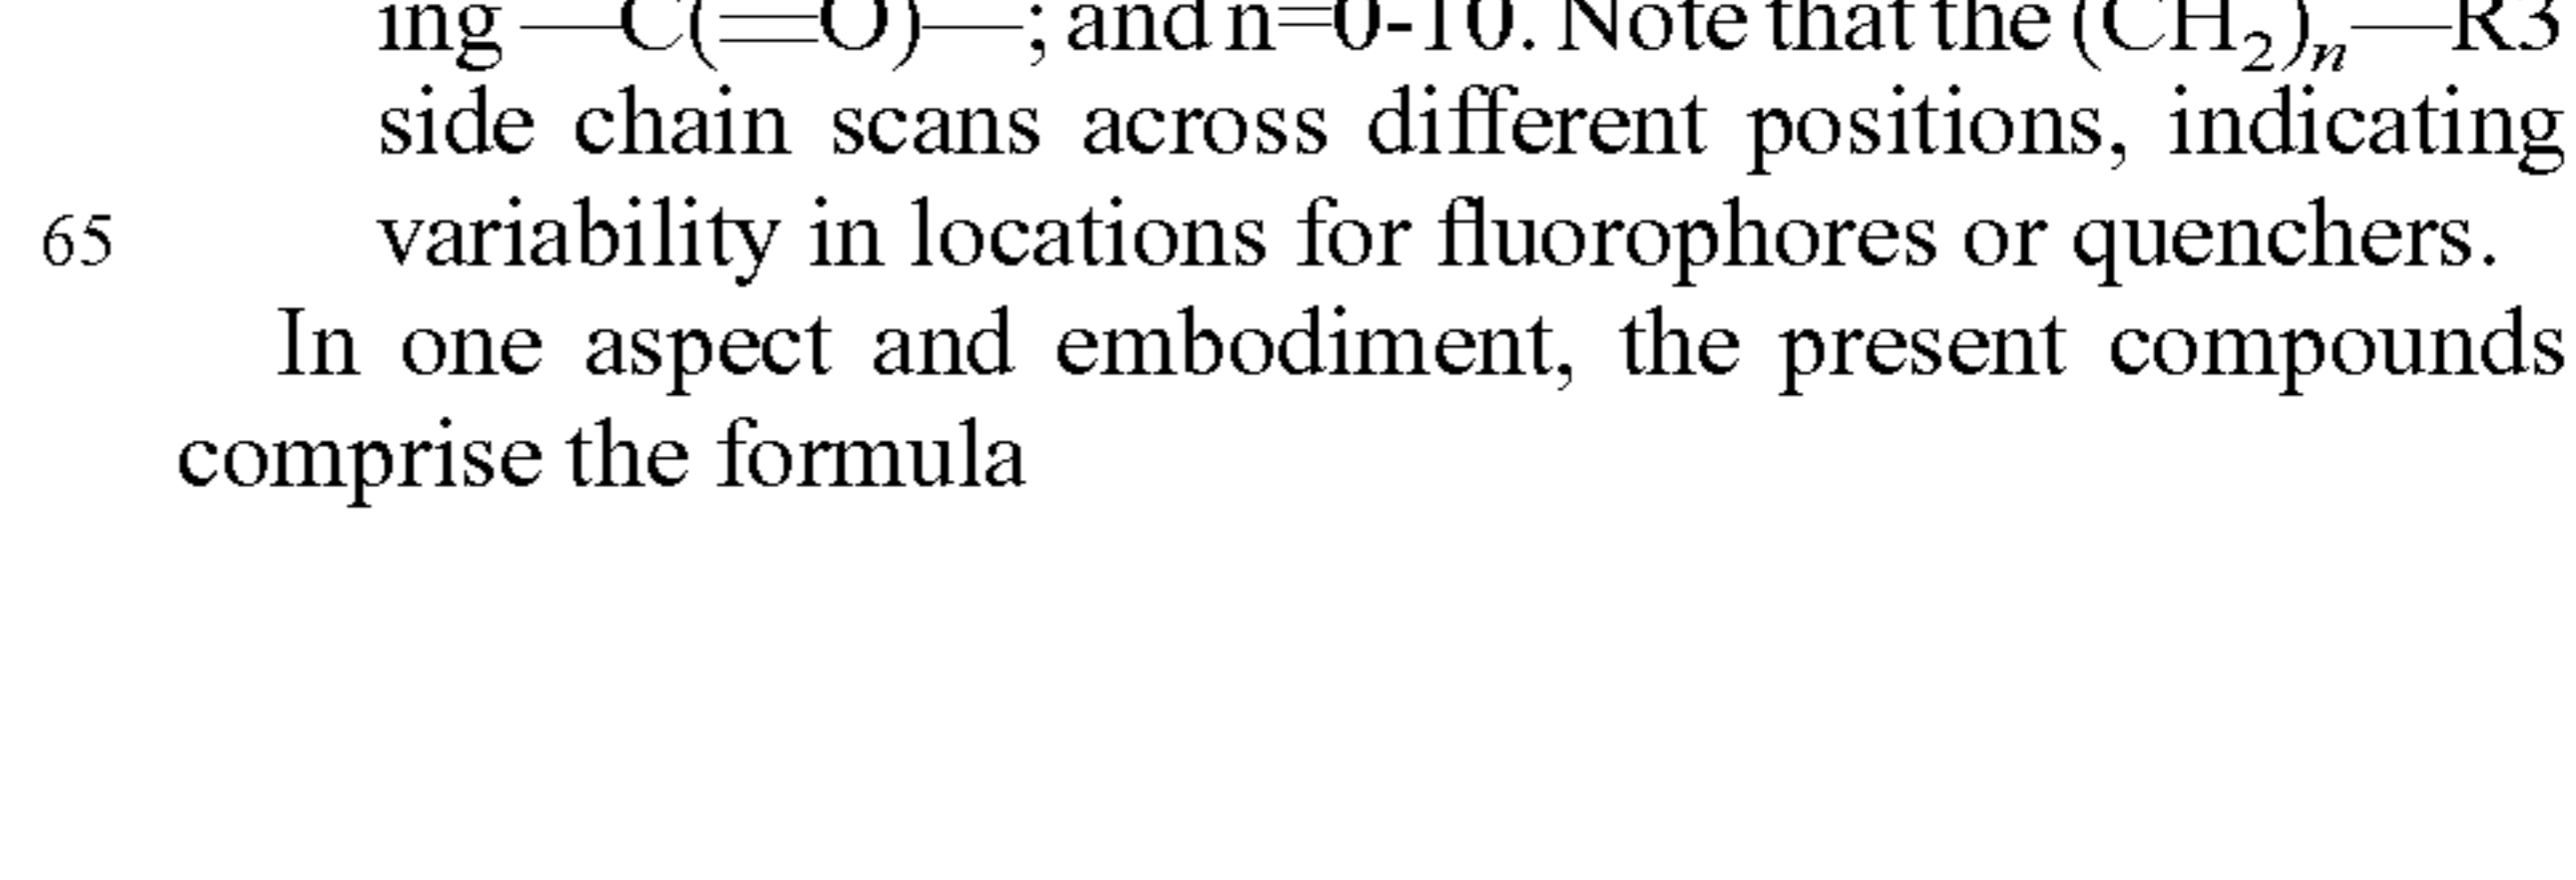 ing —C(═O)—; and n=0-10. Note that the (CH₂)ₙ—R3
side chain scans across different positions, indicating
65 variability in locations for fluorophores or quenchers.
In one aspect and embodiment, the present compounds
comprise the formula